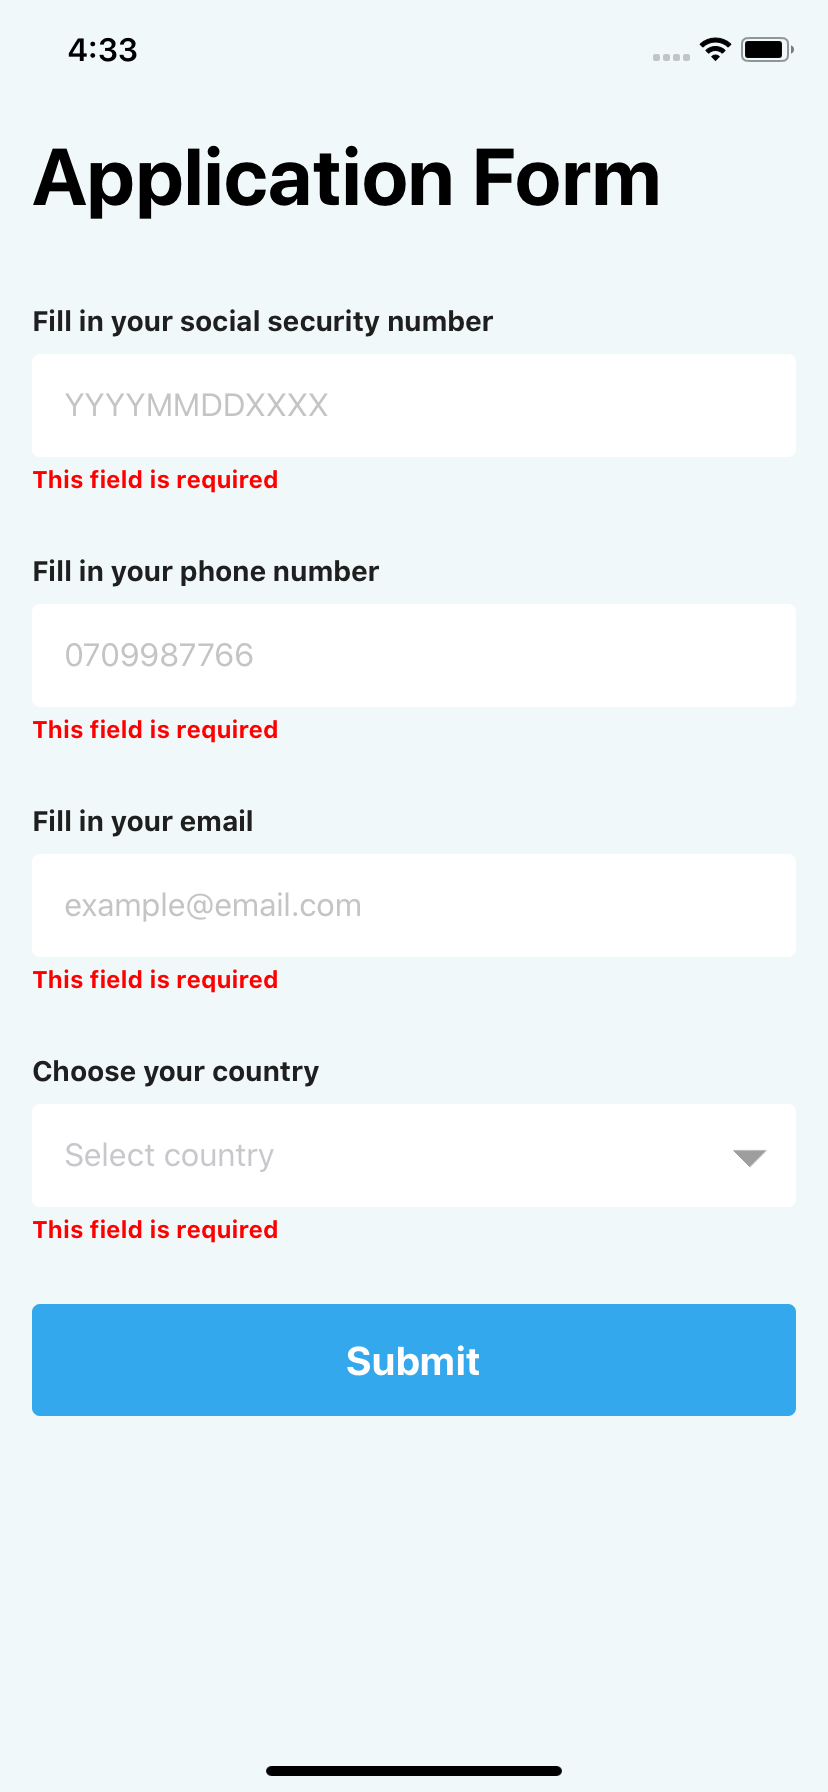 4:33
Application Form
Fill in your social security number
YYYYMMDDXXXX
This field is required
Fill in your phone number
0709987766
This field is required
Fill in your email
example@email.com
This field is required
Choose your country
Select country
This field is required
Submit